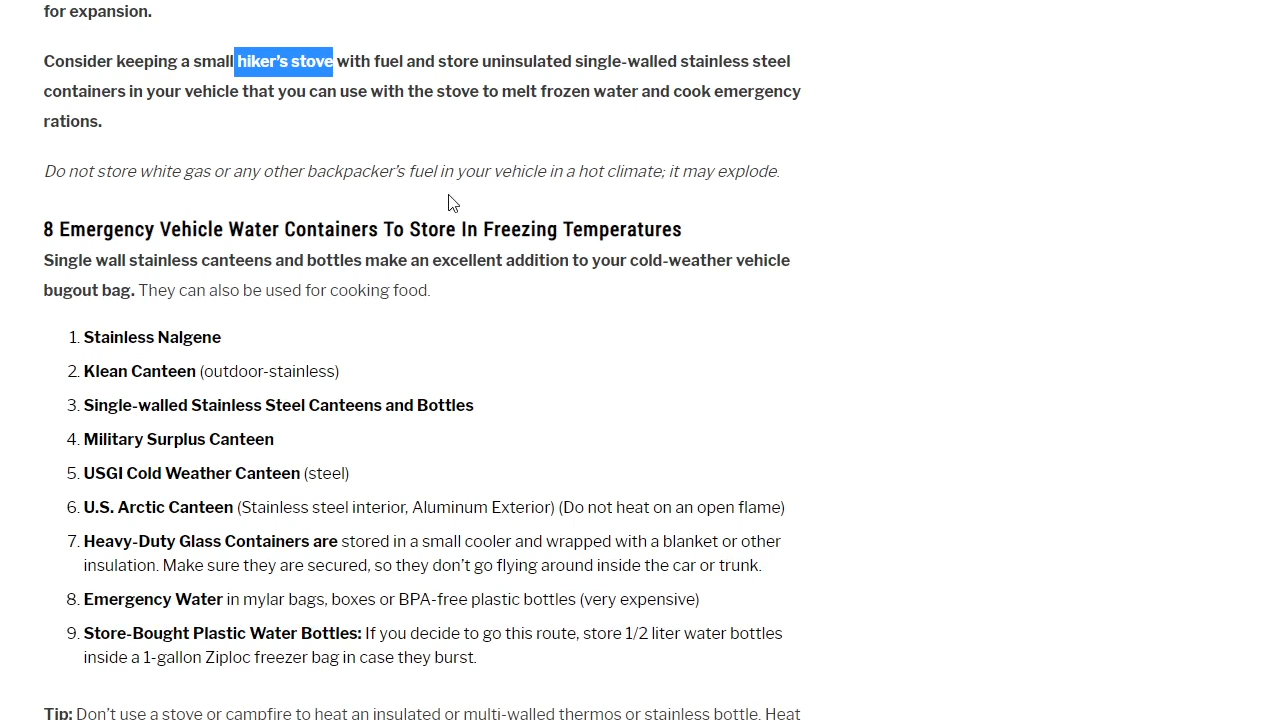 for expansion.
Consider keeping a small hiker’s stove with fuel and store uninsulated single-walled stainless steel
containers in your vehicle that you can use with the stove to melt frozen water and cook emergency
rations.
Do not store white gas or any other backpacker’s fuel in your vehicle in a hot climate; it may explode.
8 Emergency Vehicle Water Containers To Store In Freezing Temperatures
Single wall stainless canteens and bottles make an excellent addition to your cold-weather vehicle
bugout bag. They can also be used for cooking food.
1. Stainless Nalgene
2. Klean Canteen (outdoor-stainless)
3. Single-walled Stainless Steel Canteens and Bottles
4. Military Surplus Canteen
5. USGI Cold Weather Canteen (steel)
6. U.S. Arctic Canteen (Stainless steel interior, Aluminum Exterior) (Do not heat on an open flame)
7. Heavy-Duty Glass Containers are stored in a small cooler and wrapped with a blanket or other
insulation. Make sure they are secured, so they don’t go flying around inside the car or trunk.
8. Emergency Water in mylar bags, boxes or BPA-free plastic bottles (very expensive)
9. Store-Bought Plastic Water Bottles: If you decide to go this route, store 1/2 liter water bottles
inside a 1-gallon Ziploc freezer bag in case they burst.
Tip: Don’t use a stove or campfire to heat an insulated or multi-walled thermos or stainless bottle. Heat